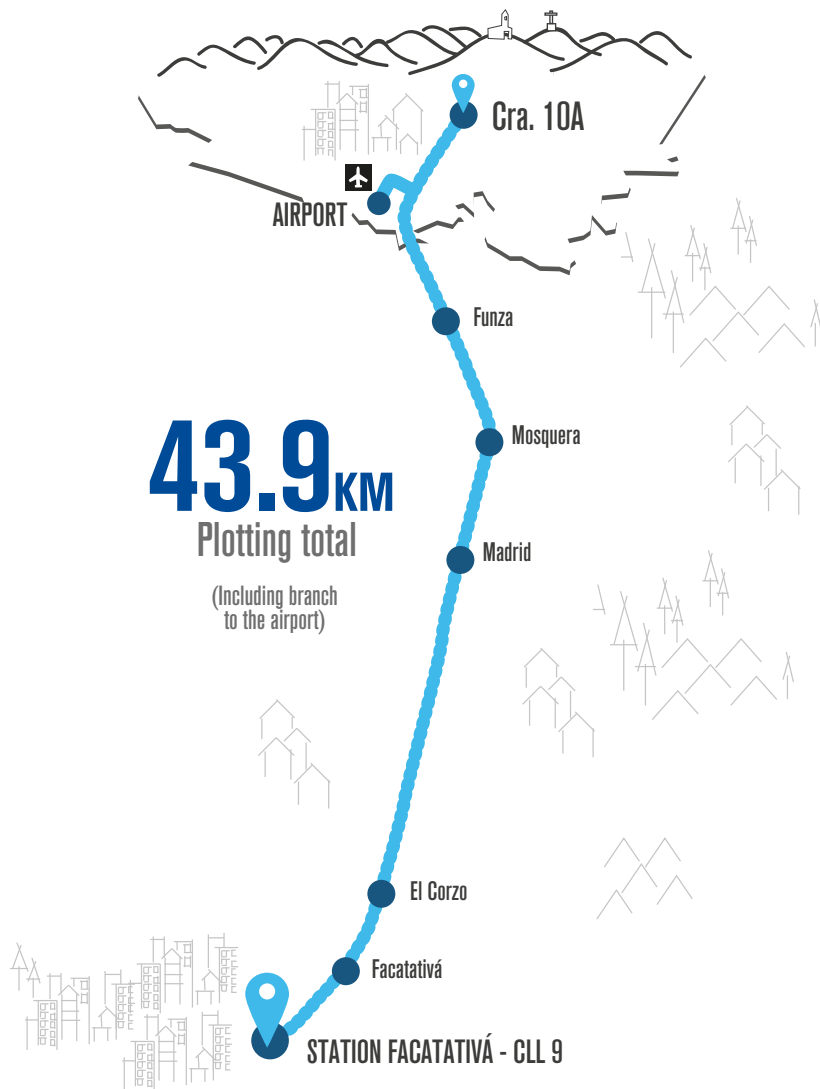 Cra. 10A
AIRPORT
Funza
Mosquera
43.9KM
Plotting total
Madrid
(Including branch
to the airport)
El Corzo
Facatativá
STATION FACATATIVÁ - CLL 9